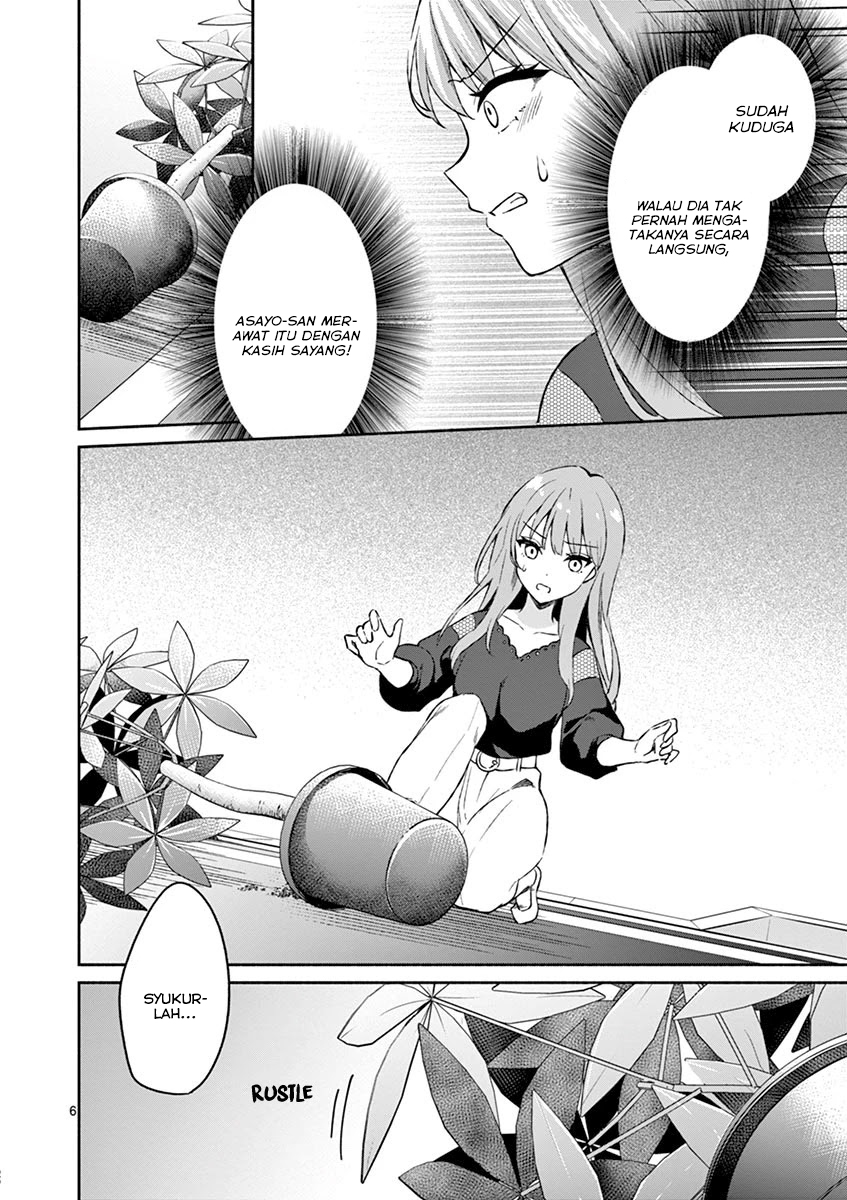 SUDAH
KUDUGA
WALAU DIA TAK
PERNAH MENGA-
TAKANYA SECARA
LANGSUNG,
ASAYO-SAN MER-
AWAT ITU DENGAN
KASIH SAYANG!
SYUKUR-
LAH...
RUSTLE
6